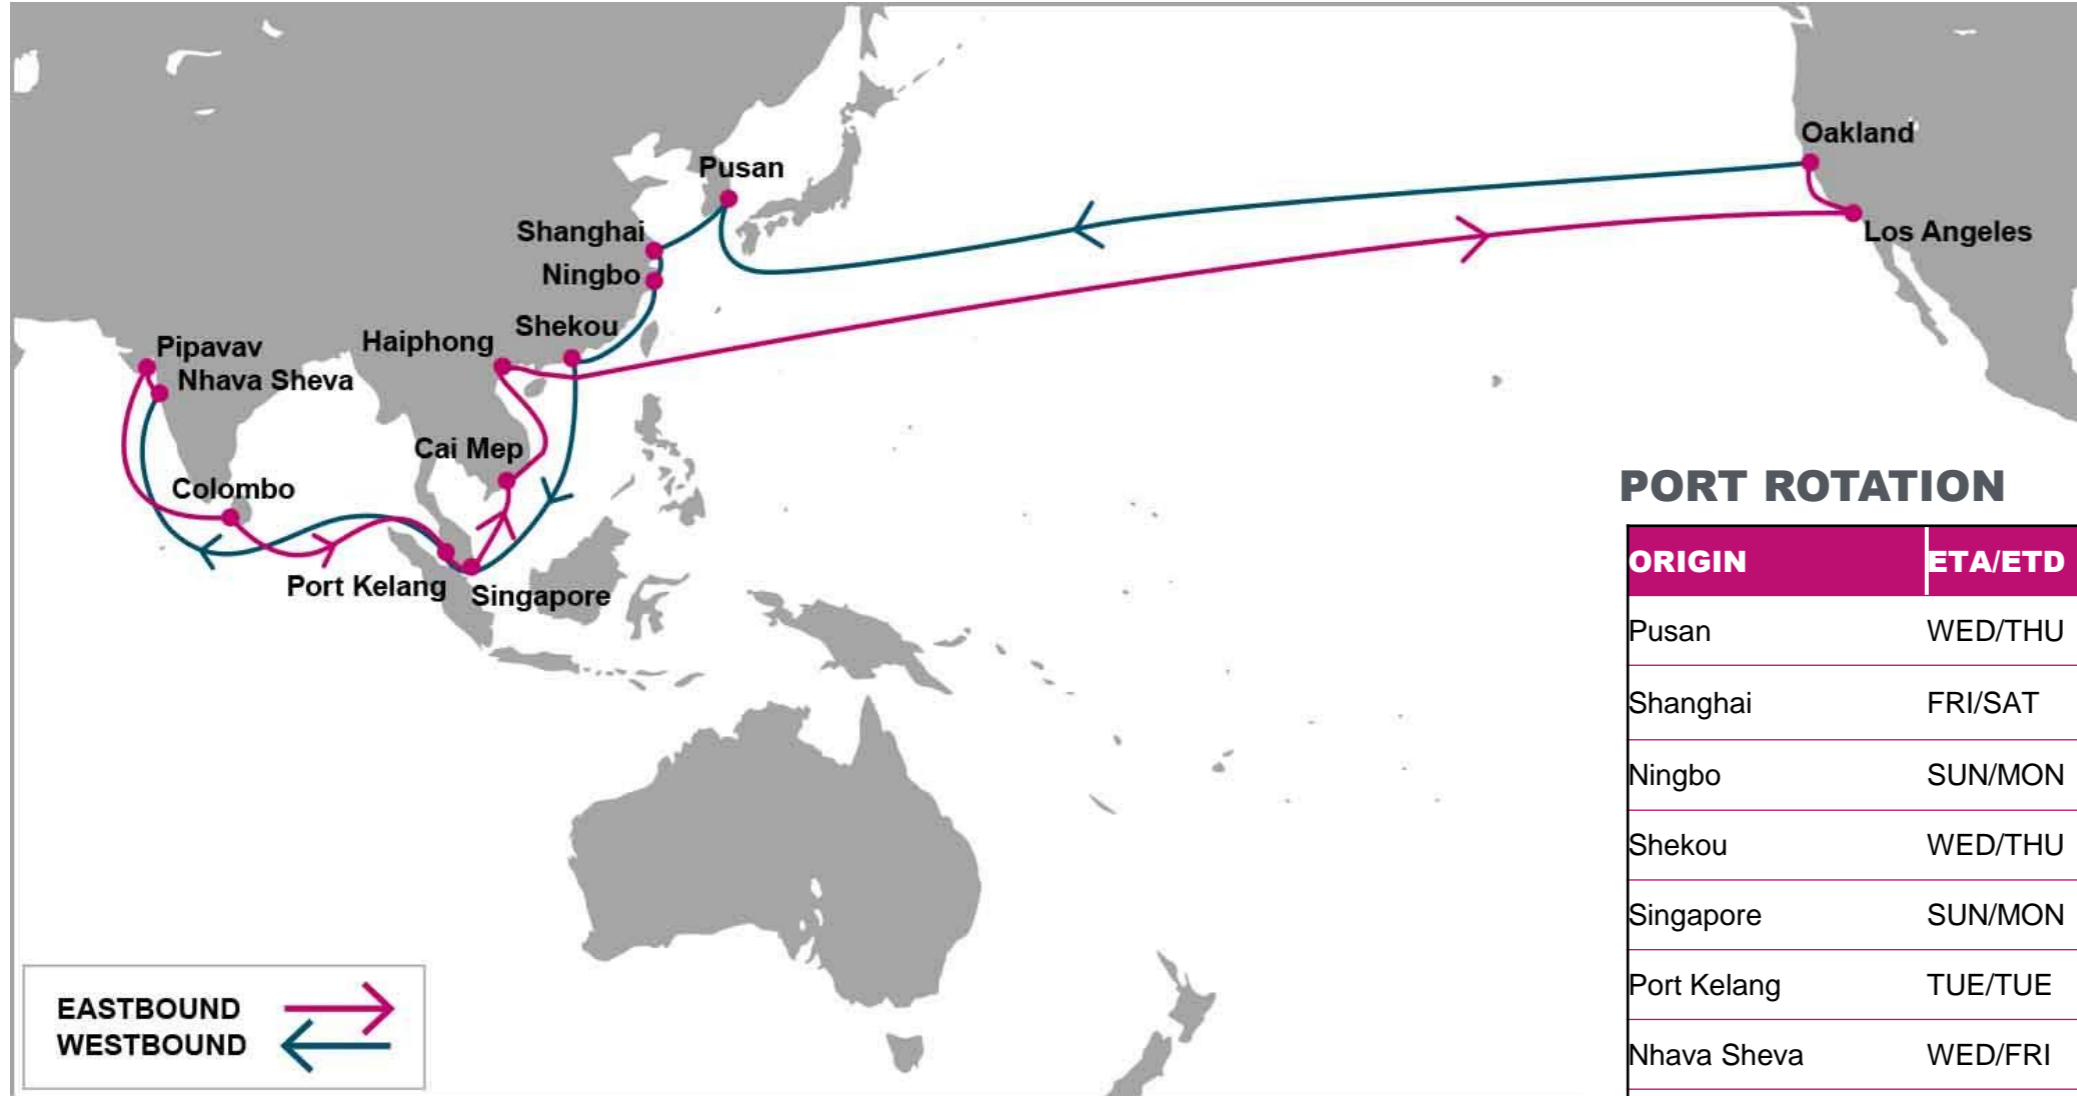 Oakland
Pusan
Los Angeles
Shanghai
Ningbo
Shekou
Haiphong
Pipavav
Nhava Sheva
Cai Mep
Colombo
Port Kelang
Singapore
EASTBOUND
WESTBOUND
PORT ROTATION
ORIGIN ETA/ETD
Pusan WED/THU
Shanghai FRI/SAT
Ningbo SUN/MON
Shekou WED/THU
Singapore SUN/MON
Port Kelang TUE/TUE
Nhava Sheva WED/FRI